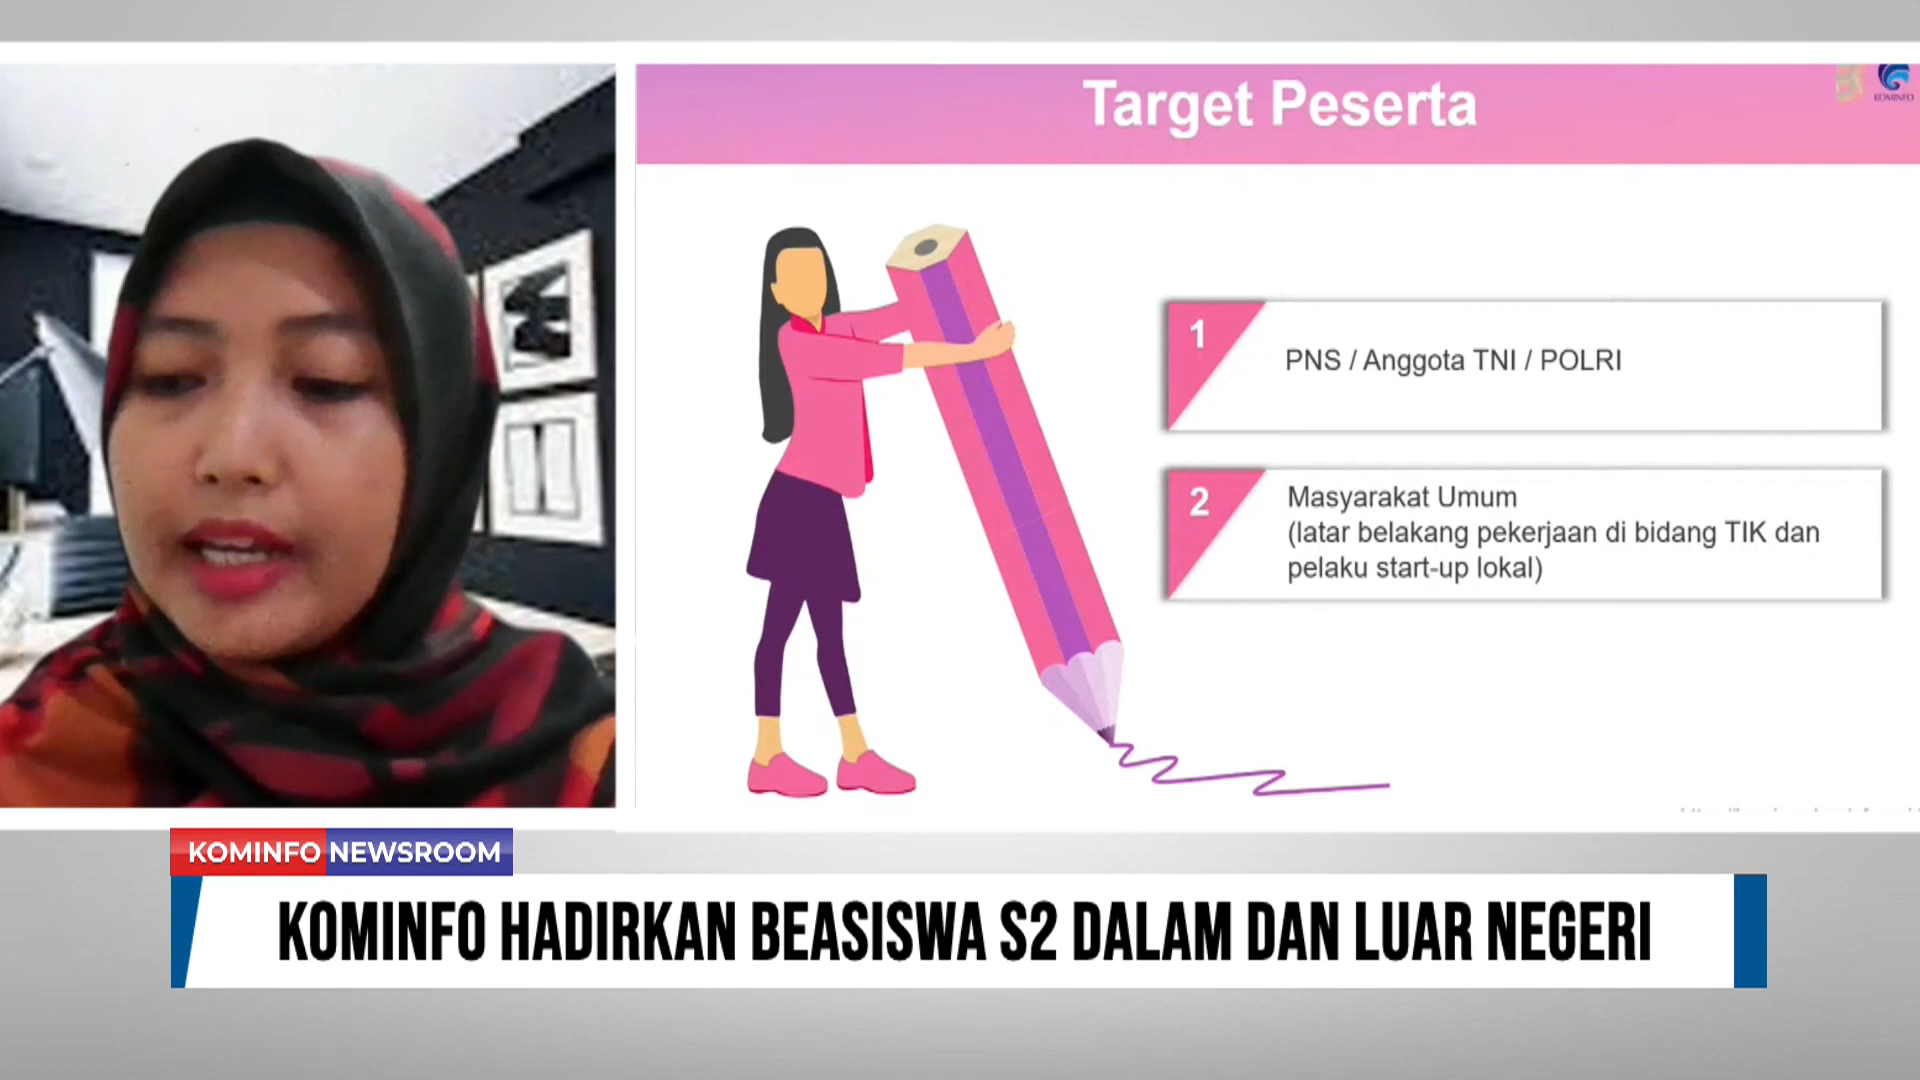 Target Peserta
KOMINFO
1
PNS / Anggota TNI / POLRI
2
Masyarakat Umum
(latar belakang pekerjaan di bidang TIK dan
pelaku start-up lokal)
KOMINFO NEWSROOM
KOMINFO HADIRKAN BEASISWA S2 DALAM DAN LUAR NEGERI